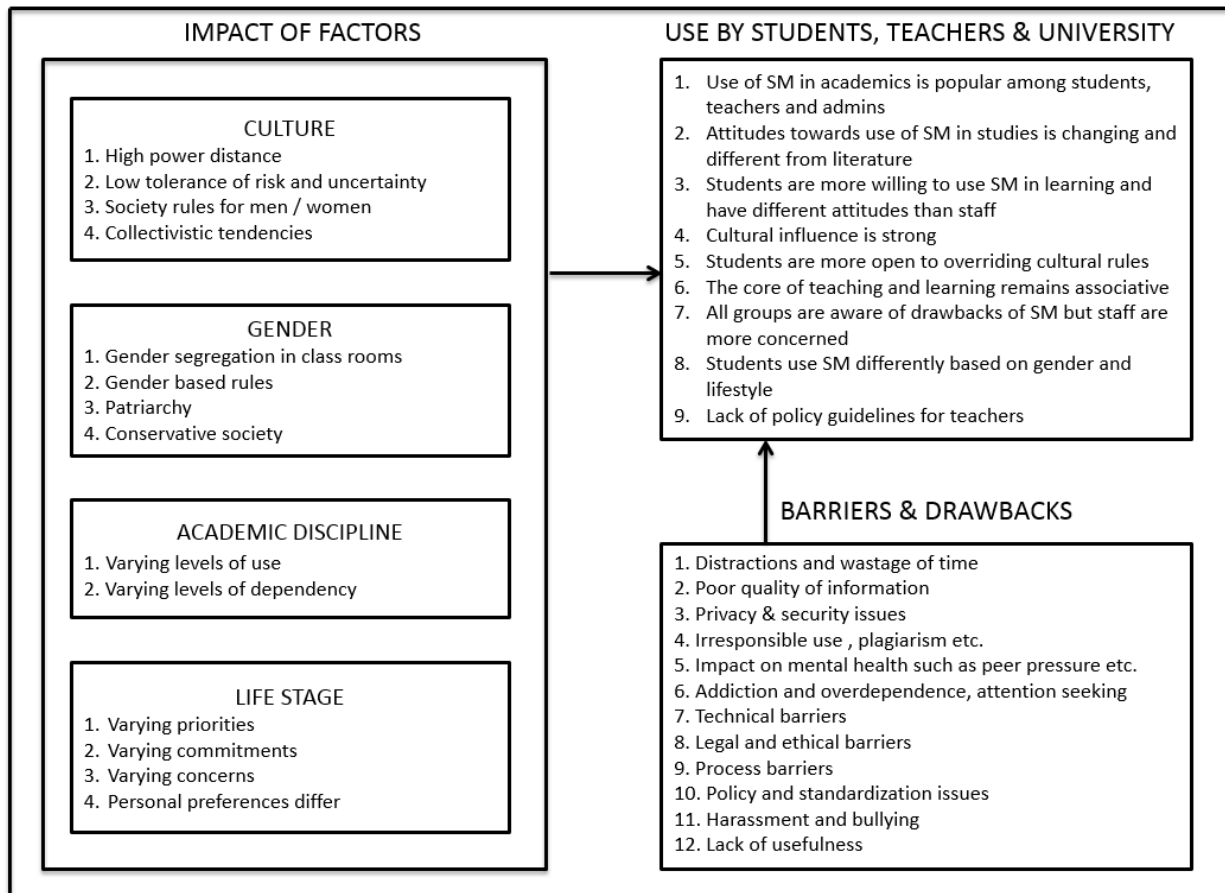 IMPACT OF FACTORS
CULTURE
1. High power distance
2. Low tolerance of risk and uncertainty
3. Society rules for men / women
4. Collectivistic tendencies
GENDER
1. Gender segregation in class rooms
2. Gender based rules
3. Patriarchy
4. Conservative society
ACADEMIC DISCIPLINE
1. Varying levels of use
2. Varying levels of dependency
LIFE STAGE
1. Varying priorities
2. Varying commitments
3. Varying concerns
4. Personal preferences differ
USE BY STUDENTS, TEACHERS & UNIVERSITY
1. Use of SM in academics is popular among students,
teachers and admins
2. Attitudes towards use of SM in studies is changing and
different from literature
3. Students are more willing to use SM in learning and
have different attitudes than staff
4. Cultural influence is strong
5. Students are more open to overriding cultural rules
6. The core of teaching and learning remains associative
7. All groups are aware of drawbacks of SM but staff are
more concerned
8. Students use SM differently based on gender and
lifestyle
9. Lack of policy guidelines for teachers
BARRIERS & DRAWBACKS
1. Distractions and wastage of time
2. Poor quality of information
3. Privacy & security issues
4. Irresponsible use , plagiarism etc.
5. Impact on mental health such as peer pressure etc.
6. Addiction and overdependence, attention seeking
7. Technical barriers
8. Legal and ethical barriers
9. Process barriers
10. Policy and standardization issues
11. Harassment and bullying
12. Lack of usefulness